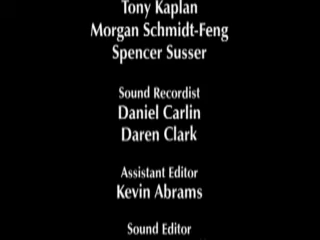 Tony Kaplan
Morgan Schmidt-Feng
Spencer Susser
Sound Recordist
Daniel Carlin
Daren Clark
Assistant Editor
Kevin Abrams
Sound Editor